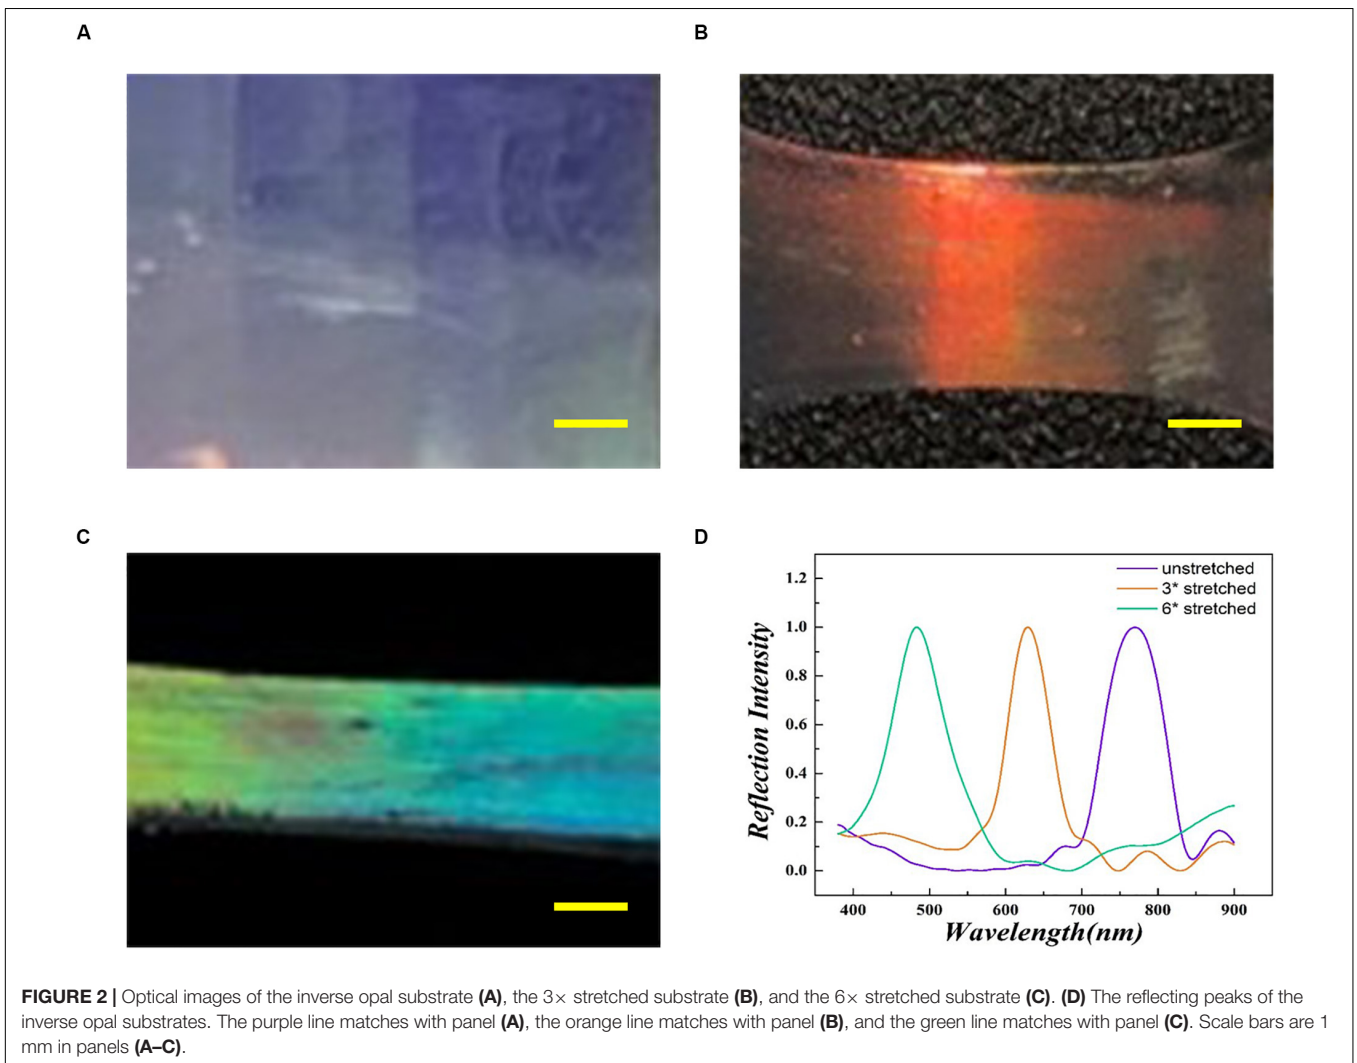 A
B
C
D
unstretched
3* stretched
6* stretched
Reflection Intensity
1.2
1.0
0.8
0.6
0.4
0.2
0.0
400 500 600 700 800 900
Wavelength(nm)
FIGURE 2 | Optical images of the inverse opal substrate (A), the 3× stretched substrate (B), and the 6× stretched substrate (C). (D) The reflecting peaks of the
inverse opal substrates. The purple line matches with panel (A), the orange line matches with panel (B), and the green line matches with panel (C). Scale bars are 1
mm in panels (A–C).